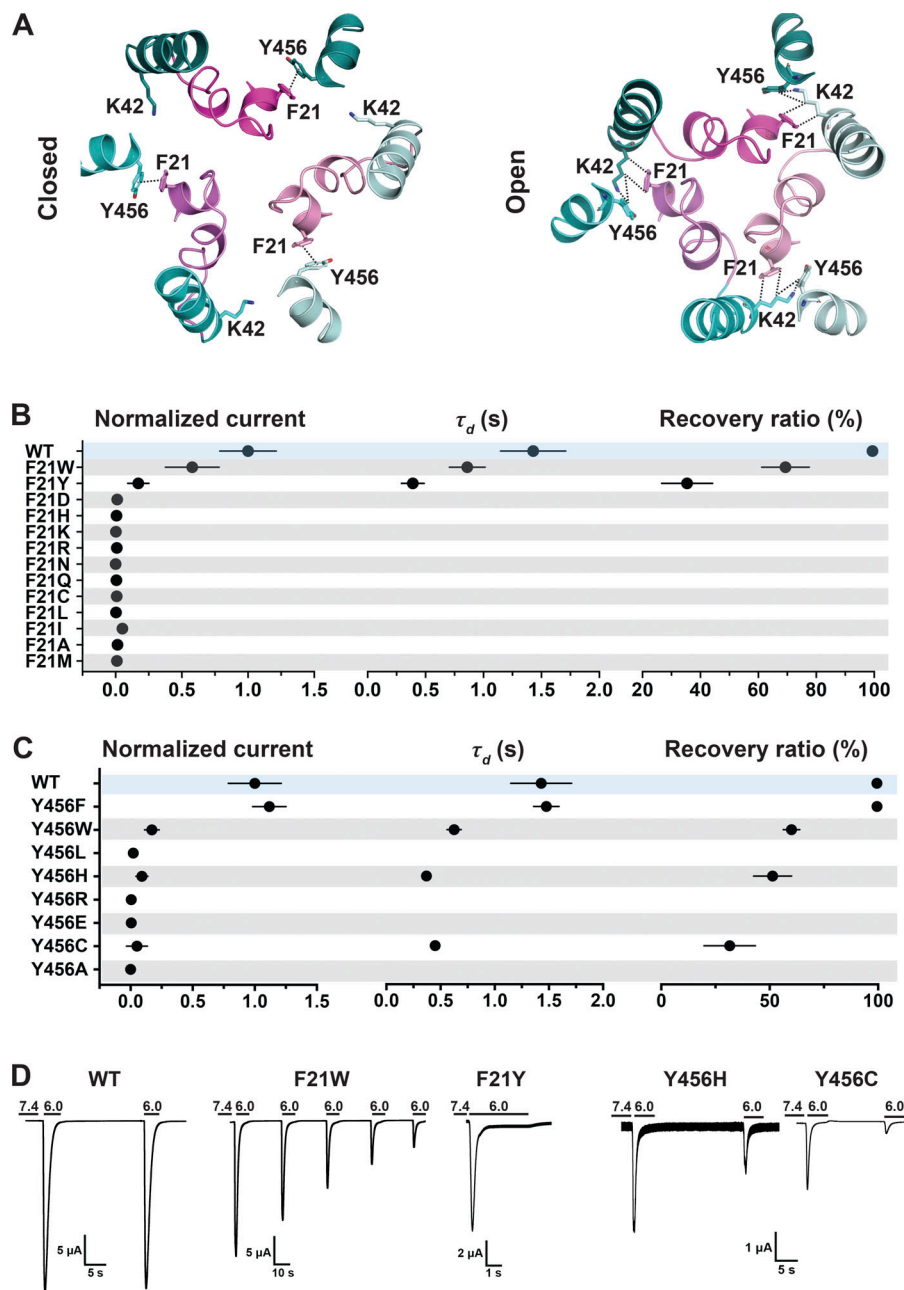 A
Closed
Y456
K42
F21
K42
F21
Y456
F21
Y456
K42
Open
Y456
K42
F21
K42
F21
Y456
F21
Y456
K42
B
Normalized current τd (s) Recovery ratio (%)
WT
F21W
F21Y
F21D
F21H
F21K
F21R
F21N
F21Q
F21C
F21L
F21I
F21A
F21M
0.0 0.5 1.0 1.5 0.0 0.5 1.0 1.5 2.0 20 40 60 80 100
C
Normalized current τd (s) Recovery ratio (%)
WT
Y456F
Y456W
Y456L
Y456H
Y456R
Y456E
Y456C
Y456A
0.0 0.5 1.0 1.5 0.0 0.5 1.0 1.5 2.0 0 50 100
D
WT F21W F21Y Y456H Y456C
7.4 6.0 6.0 7.4 6.0 6.0 6.0 6.0 6.0 7.4 6.0 7.4 6.0 6.0 7.4 6.0 6.0
5 µA
5 s
5 µA
10 s
2 µA
1 s
1 µA
5 s